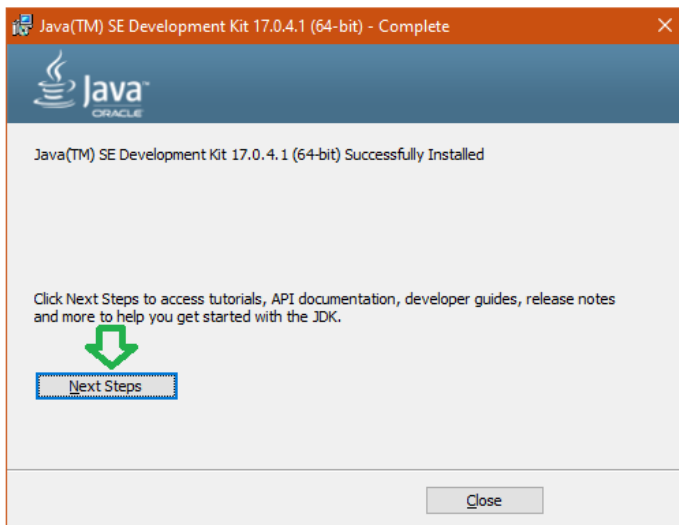 Java(TM) SE Development Kit 17.0.4.1 (64-bit) - Complete
Java™
ORACLE
Java(TM) SE Development Kit 17.0.4.1 (64-bit) Successfully Installed
Click Next Steps to access tutorials, API documentation, developer guides, release notes
and more to help you get started with the JDK.
Next Steps
Close